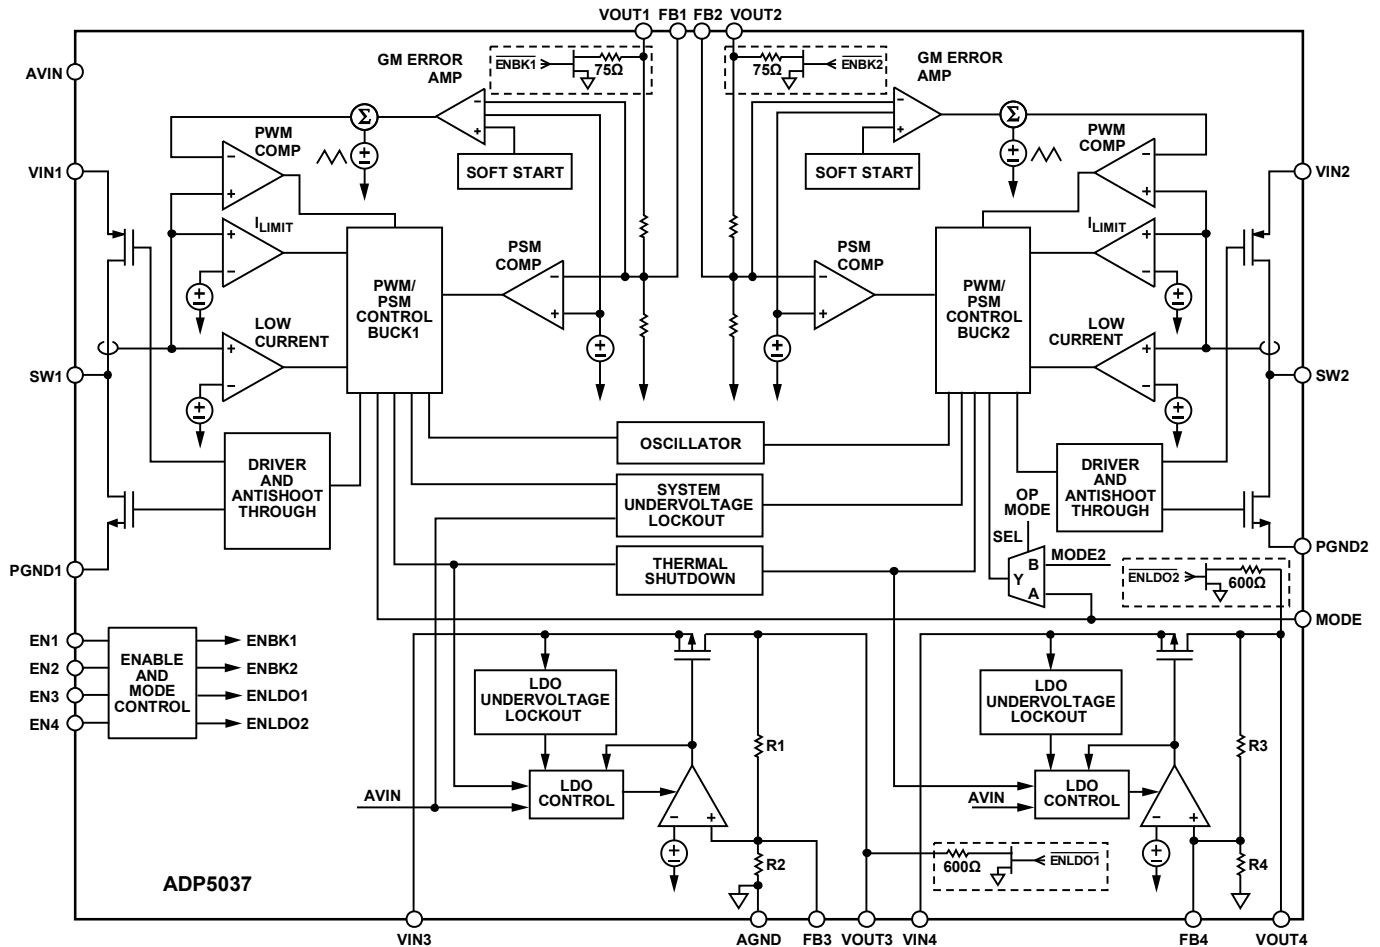 VOUT1 FB1 FB2 VOUT2
AVIN
GM ERROR
AMP
ENBK1
75Ω
75Ω
ENBK2
GM ERROR
AMP
PWM
COMP
Σ
Σ
PWM
COMP
VIN1
SOFT START
SOFT START
VIN2
ILIMIT
PSM
COMP
PSM
COMP
ILIMIT
PWM/
PSM
CONTROL
BUCK1
PWM/
PSM
CONTROL
BUCK2
LOW
CURRENT
LOW
CURRENT
SW1
SW2
OSCILLATOR
DRIVER
AND
ANTISHOOT
THROUGH
SYSTEM
UNDERVOLTAGE
LOCKOUT
DRIVER
AND
ANTISHOOT
THROUGH
OP
MODE
SEL
PGND1
THERMAL
SHUTDOWN
B
Y
A
MODE2
ENLDO2
600Ω
PGND2
MODE
EN1
EN2
EN3
EN4
ENABLE
AND
MODE
CONTROL
ENBK1
ENBK2
ENLDO1
ENLDO2
LDO
UNDERVOLTAGE
LOCKOUT
LDO
UNDERVOLTAGE
LOCKOUT
R1
R3
AVIN
LDO
CONTROL
AVIN
LDO
CONTROL
R2
600Ω
ENLDO1
R4
ADP5037
VIN3 AGND FB3 VOUT3 VIN4 FB4 VOUT4